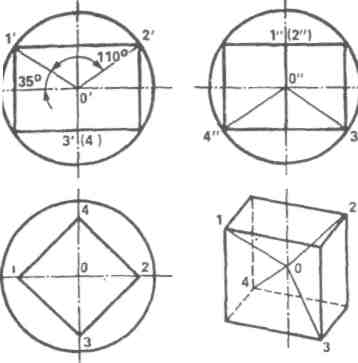 1' 2' 110° 35° 0' 3' (4)
1" (2") 0" 4" 3
4 1 0 2 3
1 2 0 4 3